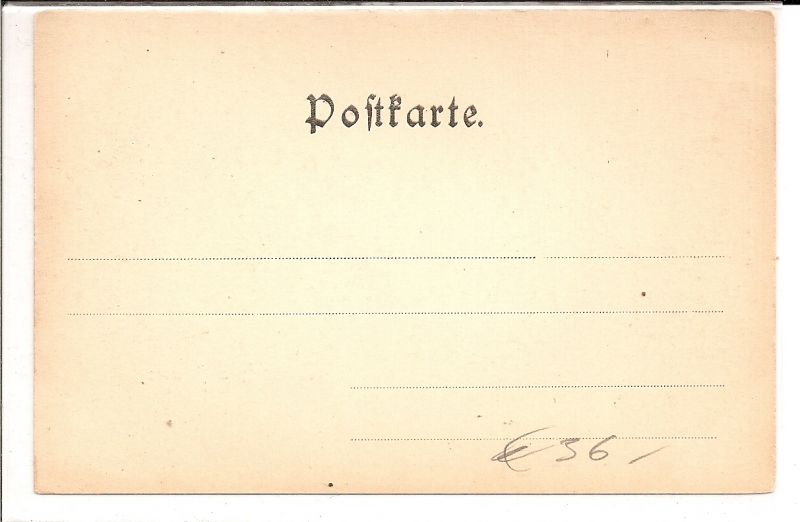 Poſtkarte.
€ 36,